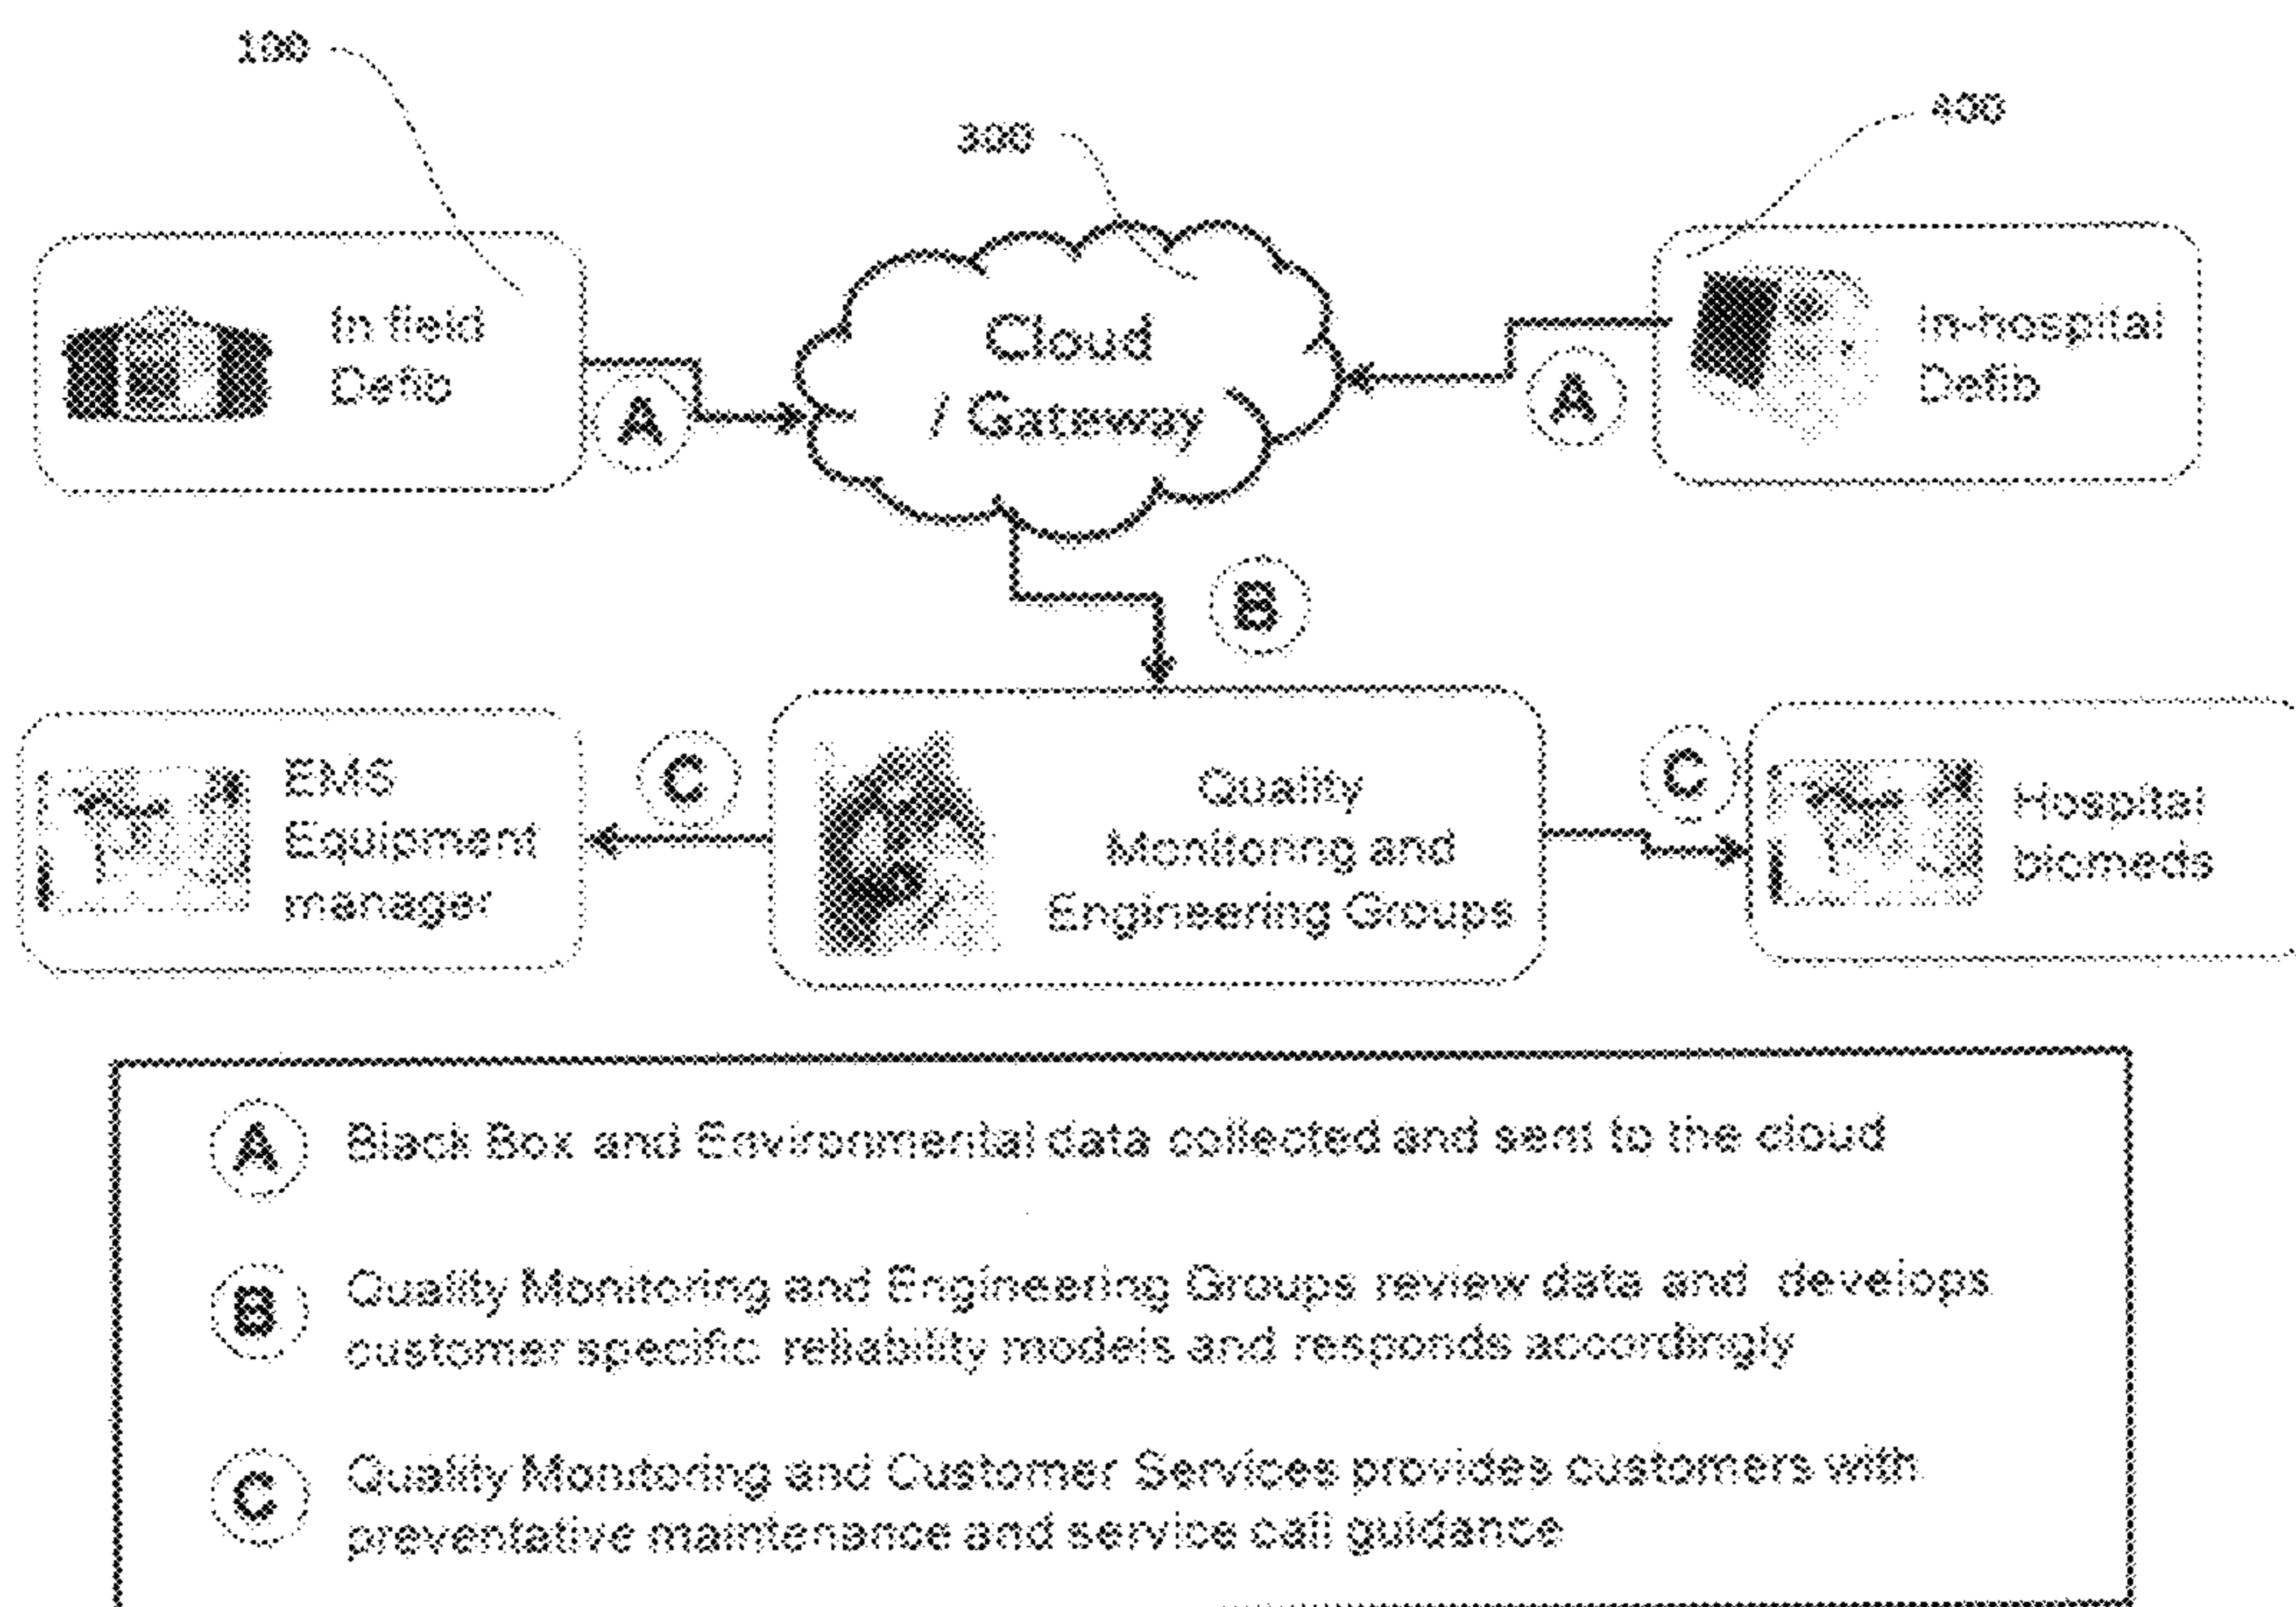 100
300
400
In field
Defib
Cloud
/ Gateway
In-hospital
Defib
A
A
B
EMS
Equipment
manager
C
Quality
Monitoring and
Engineering Groups
C
Hospital
biomeds
A Black Box and Environmental data collected and sent to the cloud
B Quality Monitoring and Engineering Groups review data and develops
customer specific reliability models and responds accordingly
C Quality Monitoring and Customer Services provides customers with
preventative maintenance and service call guidance